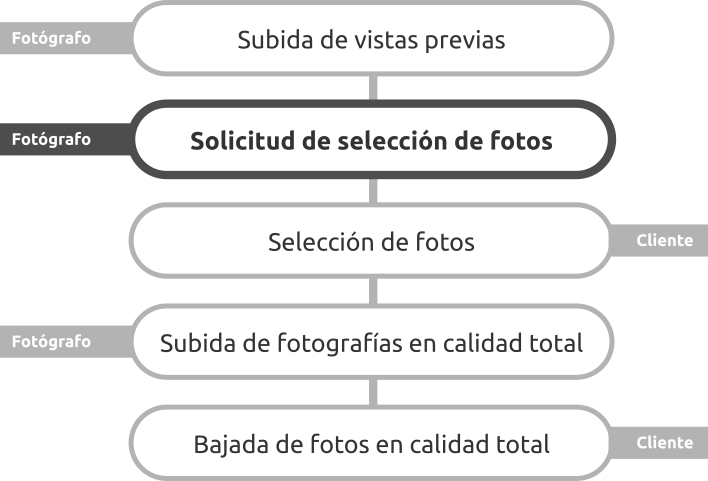 Fotógrafo
Subida de vistas previas
Fotógrafo
Solicitud de selección de fotos
Selección de fotos
Cliente
Fotógrafo
Subida de fotografías en calidad total
Bajada de fotos en calidad total
Cliente